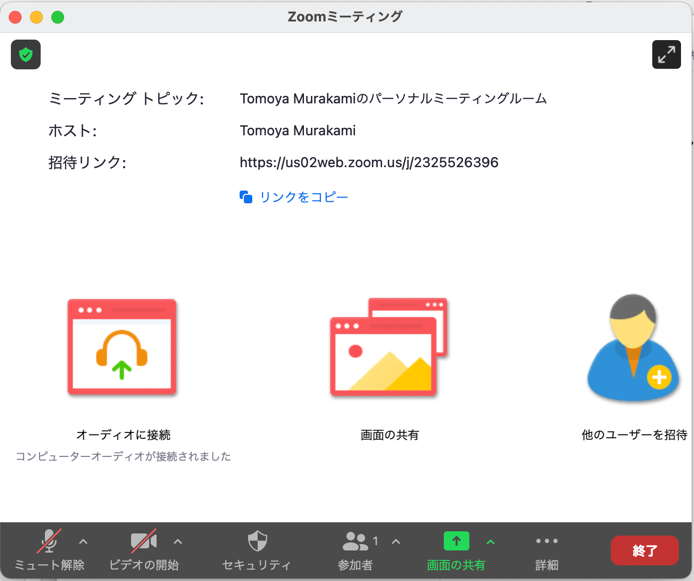 Zoomミーティング
ミーティング トピック: Tomoya Murakamiのパーソナルミーティングルーム
ホスト: Tomoya Murakami
招待リンク: https://us02web.zoom.us/j/2325526396
リンクをコピー
オーディオに接続 画面の共有 他のユーザーを招待
コンピューターオーディオが接続されました
1
ミュート解除 ビデオの開始 セキュリティ 参加者 画面の共有 詳細 終了